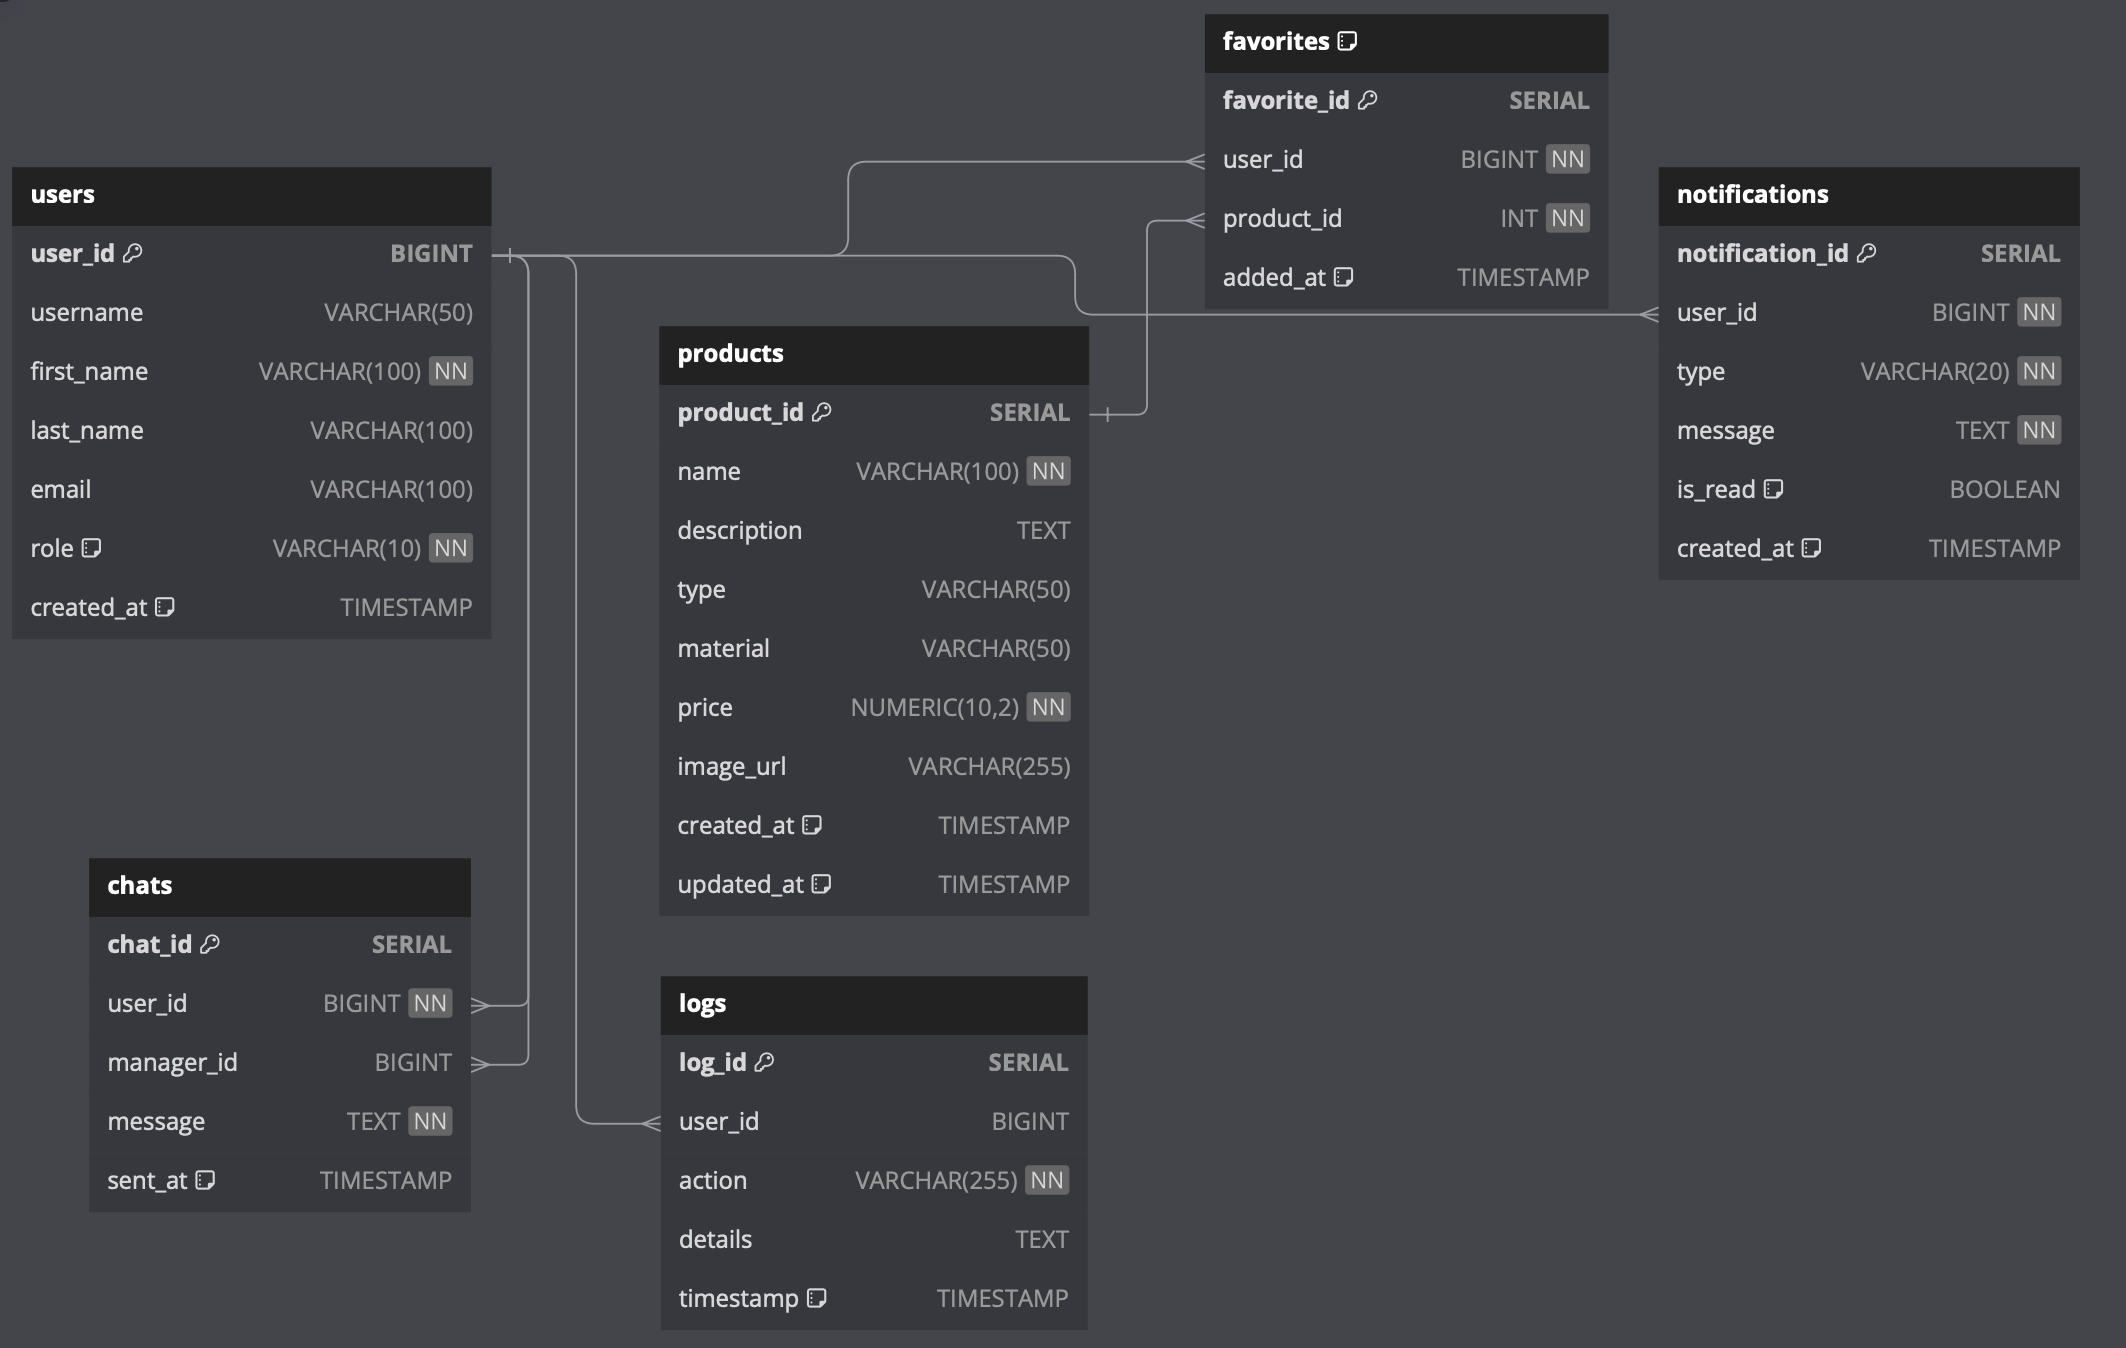 users
user_id BIGINT
username VARCHAR(50)
first_name VARCHAR(100) NN
last_name VARCHAR(100)
email VARCHAR(100)
role VARCHAR(10) NN
created_at TIMESTAMP
chats
chat_id SERIAL
user_id BIGINT NN
manager_id BIGINT
message TEXT NN
sent_at TIMESTAMP
products
product_id SERIAL
name VARCHAR(100) NN
description TEXT
type VARCHAR(50)
material VARCHAR(50)
price NUMERIC(10,2) NN
image_url VARCHAR(255)
created_at TIMESTAMP
updated_at TIMESTAMP
logs
log_id SERIAL
user_id BIGINT
action VARCHAR(255) NN
details TEXT
timestamp TIMESTAMP
favorites
favorite_id SERIAL
user_id BIGINT NN
product_id INT NN
added_at TIMESTAMP
notifications
notification_id SERIAL
user_id BIGINT NN
type VARCHAR(20) NN
message TEXT NN
is_read BOOLEAN
created_at TIMESTAMP